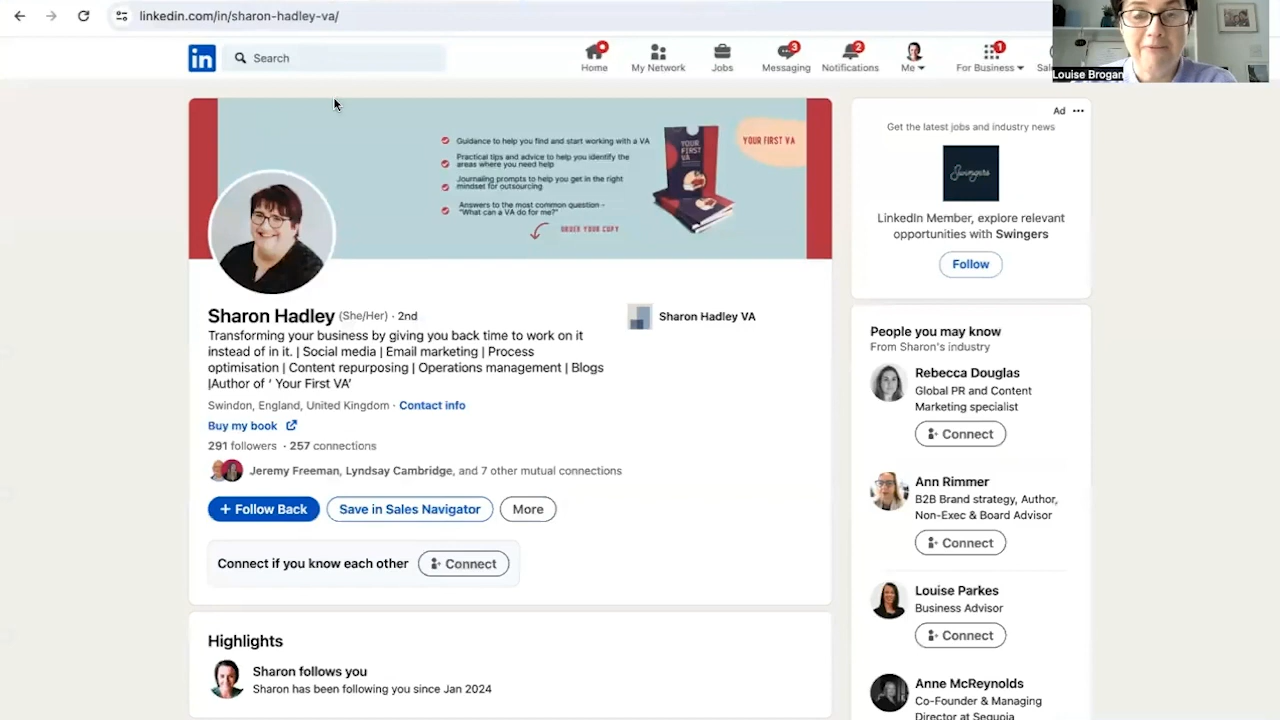 linkedin.com/in/sharon-hadley-va/
in
Search
Home
My Network
Jobs
3
Messaging
2
Notifications
Me
1
For Business
Louise Brogan
Guidance to help you find and start working with a VA
Practical tips and advice to help you identify the
areas where you need help
Journaling prompts to help you get in the right
mindset for outsourcing
Answers to the most common question -
"What can a VA do for me?"
ORDER YOUR COPY
YOUR
FIRST
VA
YOUR FIRST VA
Sharon Hadley (She/Her) · 2nd
Transforming your business by giving you back time to work on it
instead of in it. | Social media | Email marketing | Process
optimisation | Content repurposing | Operations management | Blogs
|Author of ‘ Your First VA’
Swindon, England, United Kingdom · Contact info
Buy my book
291 followers · 257 connections
Jeremy Freeman, Lyndsay Cambridge, and 7 other mutual connections
+ Follow Back
Save in Sales Navigator
More
Connect if you know each other
Connect
Sharon Hadley VA
Highlights
Sharon follows you
Sharon has been following you since Jan 2024
Ad
Get the latest jobs and industry news
Swingers
LinkedIn Member, explore relevant
opportunities with Swingers
Follow
People you may know
From Sharon's industry
Rebecca Douglas
Global PR and Content
Marketing specialist
Connect
Ann Rimmer
B2B Brand strategy, Author,
Non-Exec & Board Advisor
Connect
Louise Parkes
Business Advisor
Connect
Anne McReynolds
Co-Founder & Managing
Director at Sequoia